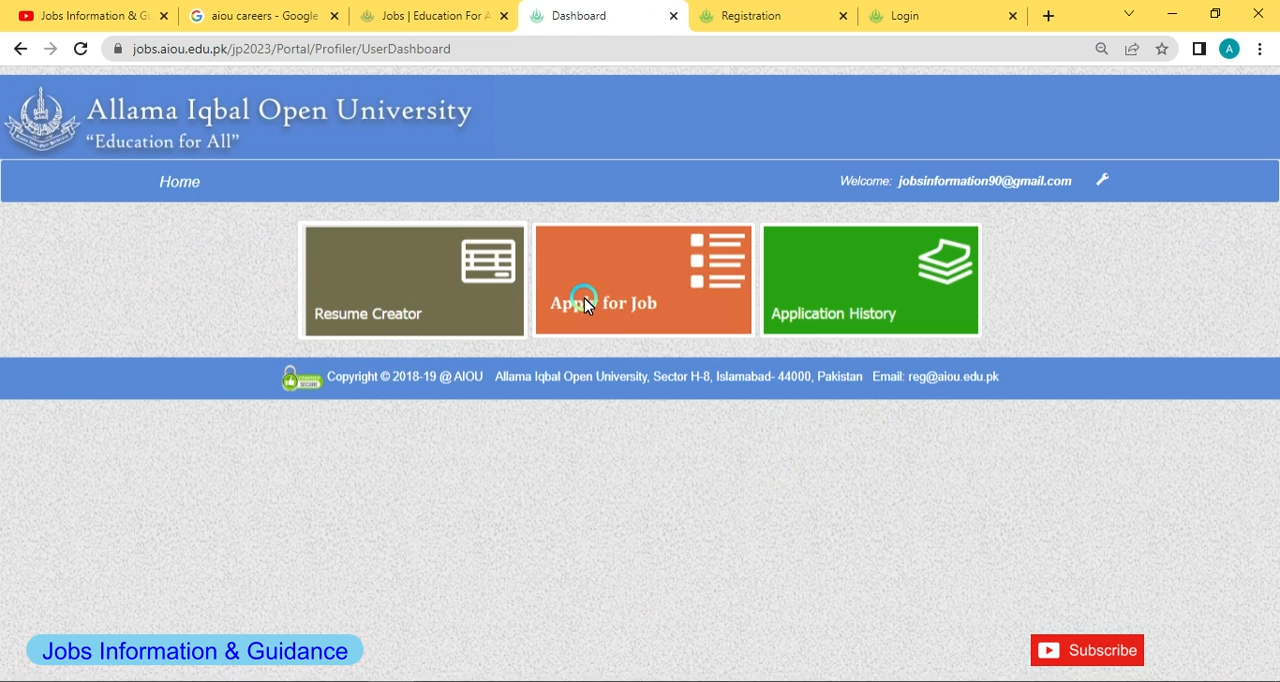 Jobs Information & Gu
aiou careers - Google
Jobs | Education For A
Dashboard
Registration
Login
jobs.aiou.edu.pk/jp2023/Portal/Profiler/UserDashboard
A
Allama Iqbal Open University
“Education for All”
Home
Welcome: jobsinformation90@gmail.com
Resume Creator
Apply for Job
Application History
Copyright © 2018-19 @ AIOU Allama Iqbal Open University, Sector H-8, Islamabad- 44000, Pakistan Email: reg@aiou.edu.pk
Jobs Information & Guidance
Subscribe